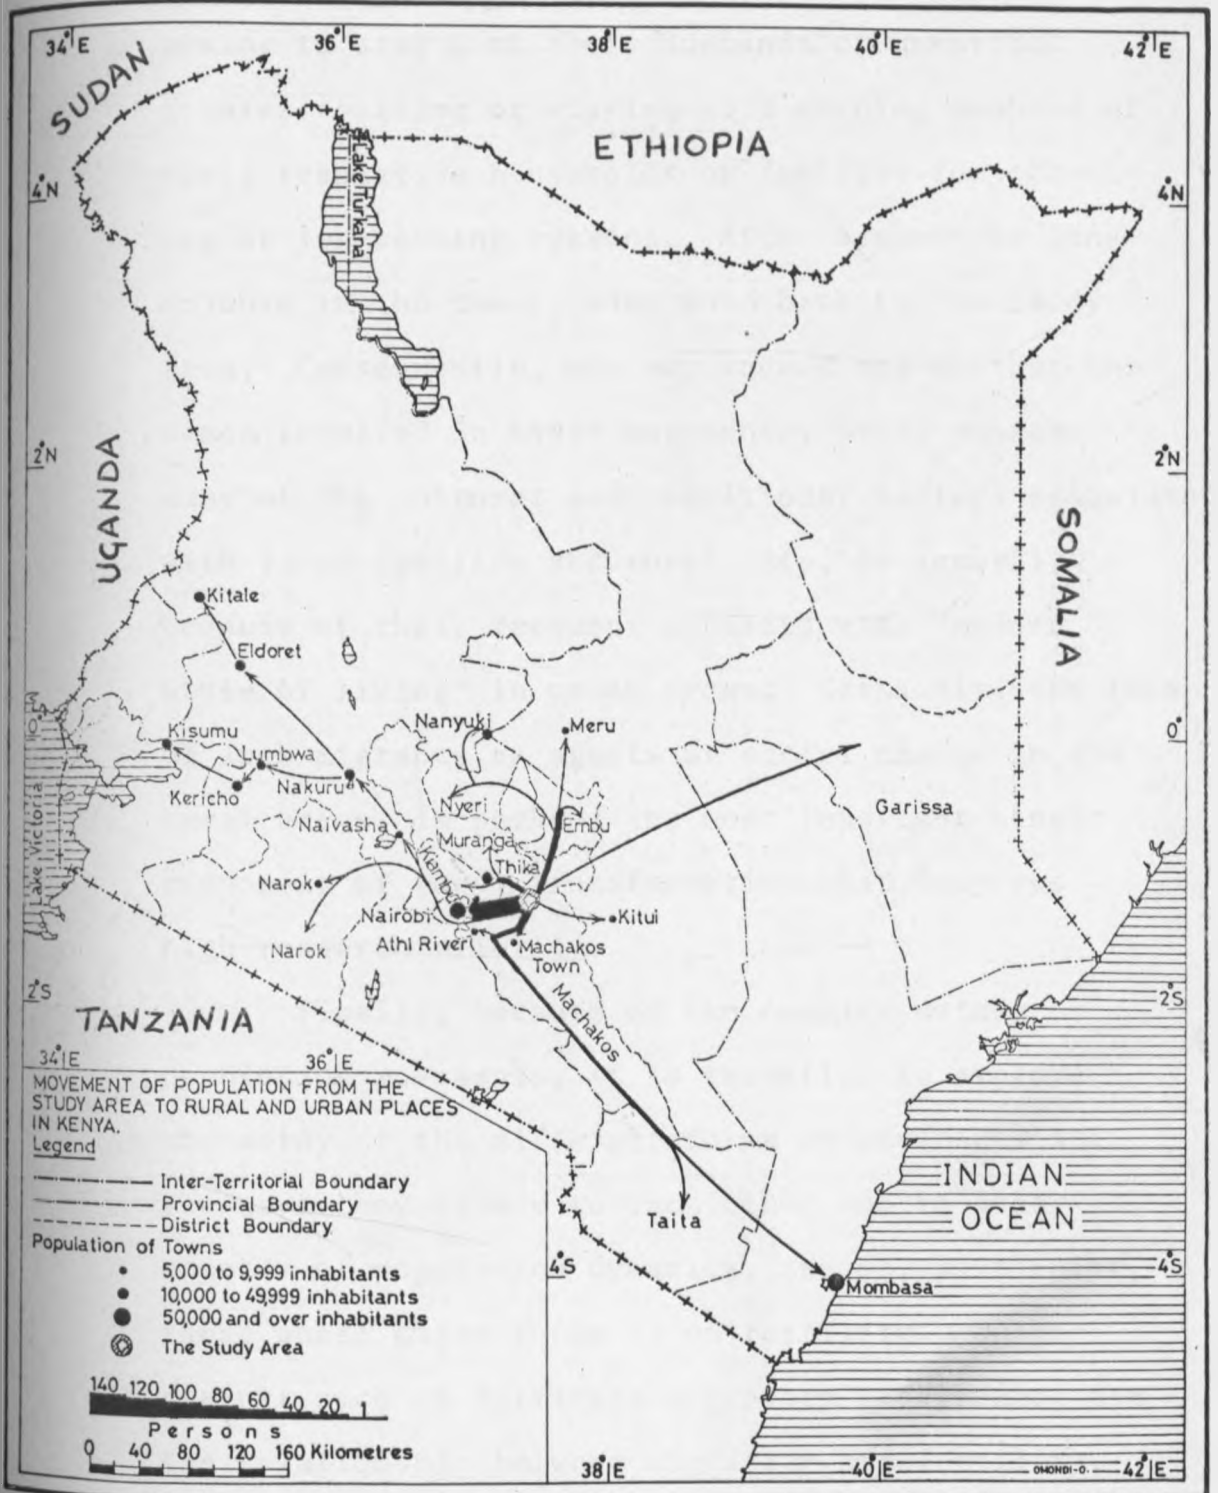 34°E 36°E 38°E 40°E 42°E
SUDAN
ETHIOPIA
Lake Turkana
4°N 4°N
2°N 2°N
UGANDA
SOMALIA
Kitale
Eldoret
Kisumu
Lumbwa
Kericho
Nakuru
Nanyuki
Meru
0° 0°
Nyeri
Embu
Naivasha
Muranga
Garissa
Lake Victoria
Kiambu
Thika
Narok
Nairobi
Kitui
Athi River
Machakos
Town
Narok
Machakos
2°S 2°S
TANZANIA
34°E 36°E
MOVEMENT OF POPULATION FROM THE
STUDY AREA TO RURAL AND URBAN PLACES
IN KENYA.
Legend
Inter-Territorial Boundary
Provincial Boundary
District Boundary
Population of Towns
5,000 to 9,999 inhabitants
10,000 to 49,999 inhabitants
50,000 and over inhabitants
The Study Area
140 120 100 80 60 40 20 1
Persons
0 40 80 120 160 Kilometres
Taita
INDIAN
OCEAN
4°S 4°S
Mombasa
38°E 40°E 42°E
OMONDI-O.